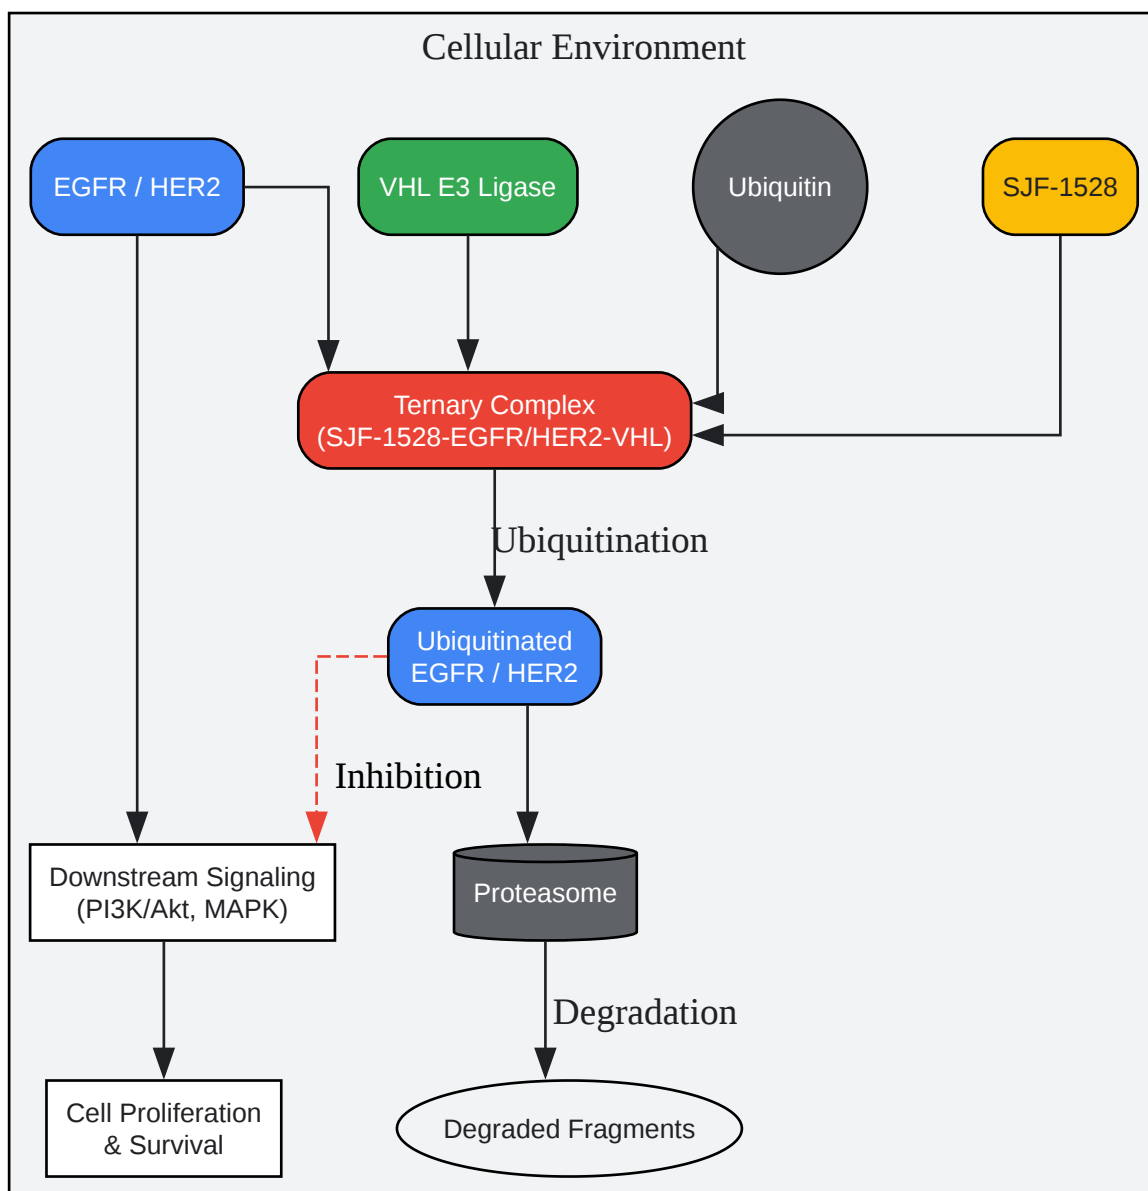 Cellular Environment
EGFR / HER2
VHL E3 Ligase
Ubiquitin
SJF-1528
Ternary Complex
(SJF-1528-EGFR/HER2-VHL)
Ubiquitination
Ubiquitinated
EGFR / HER2
Inhibition
Downstream Signaling
(PI3K/Akt, MAPK)
Proteasome
Degradation
Cell Proliferation
& Survival
Degraded Fragments